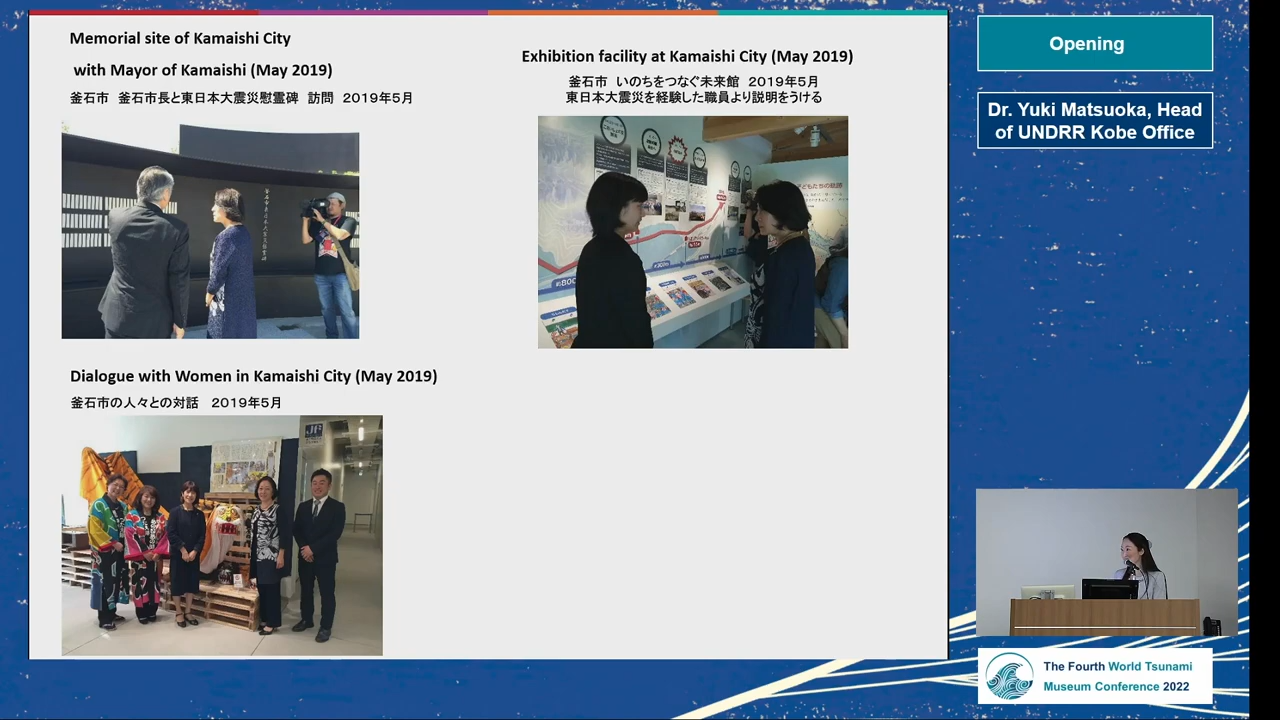 Memorial site of Kamaishi City
with Mayor of Kamaishi (May 2019)
釜石市　釜石市長と東日本大震災慰霊碑　訪問　２０１９年５月
Exhibition facility at Kamaishi City (May 2019)
釜石市　いのちをつなぐ未来館　２０１９年５月
東日本大震災を経験した職員より説明をうける
Dialogue with Women in Kamaishi City (May 2019)
釜石市の人々との対話　２０１９年５月
Opening
Dr. Yuki Matsuoka, Head
of UNDRR Kobe Office
The Fourth World Tsunami
Museum Conference 2022